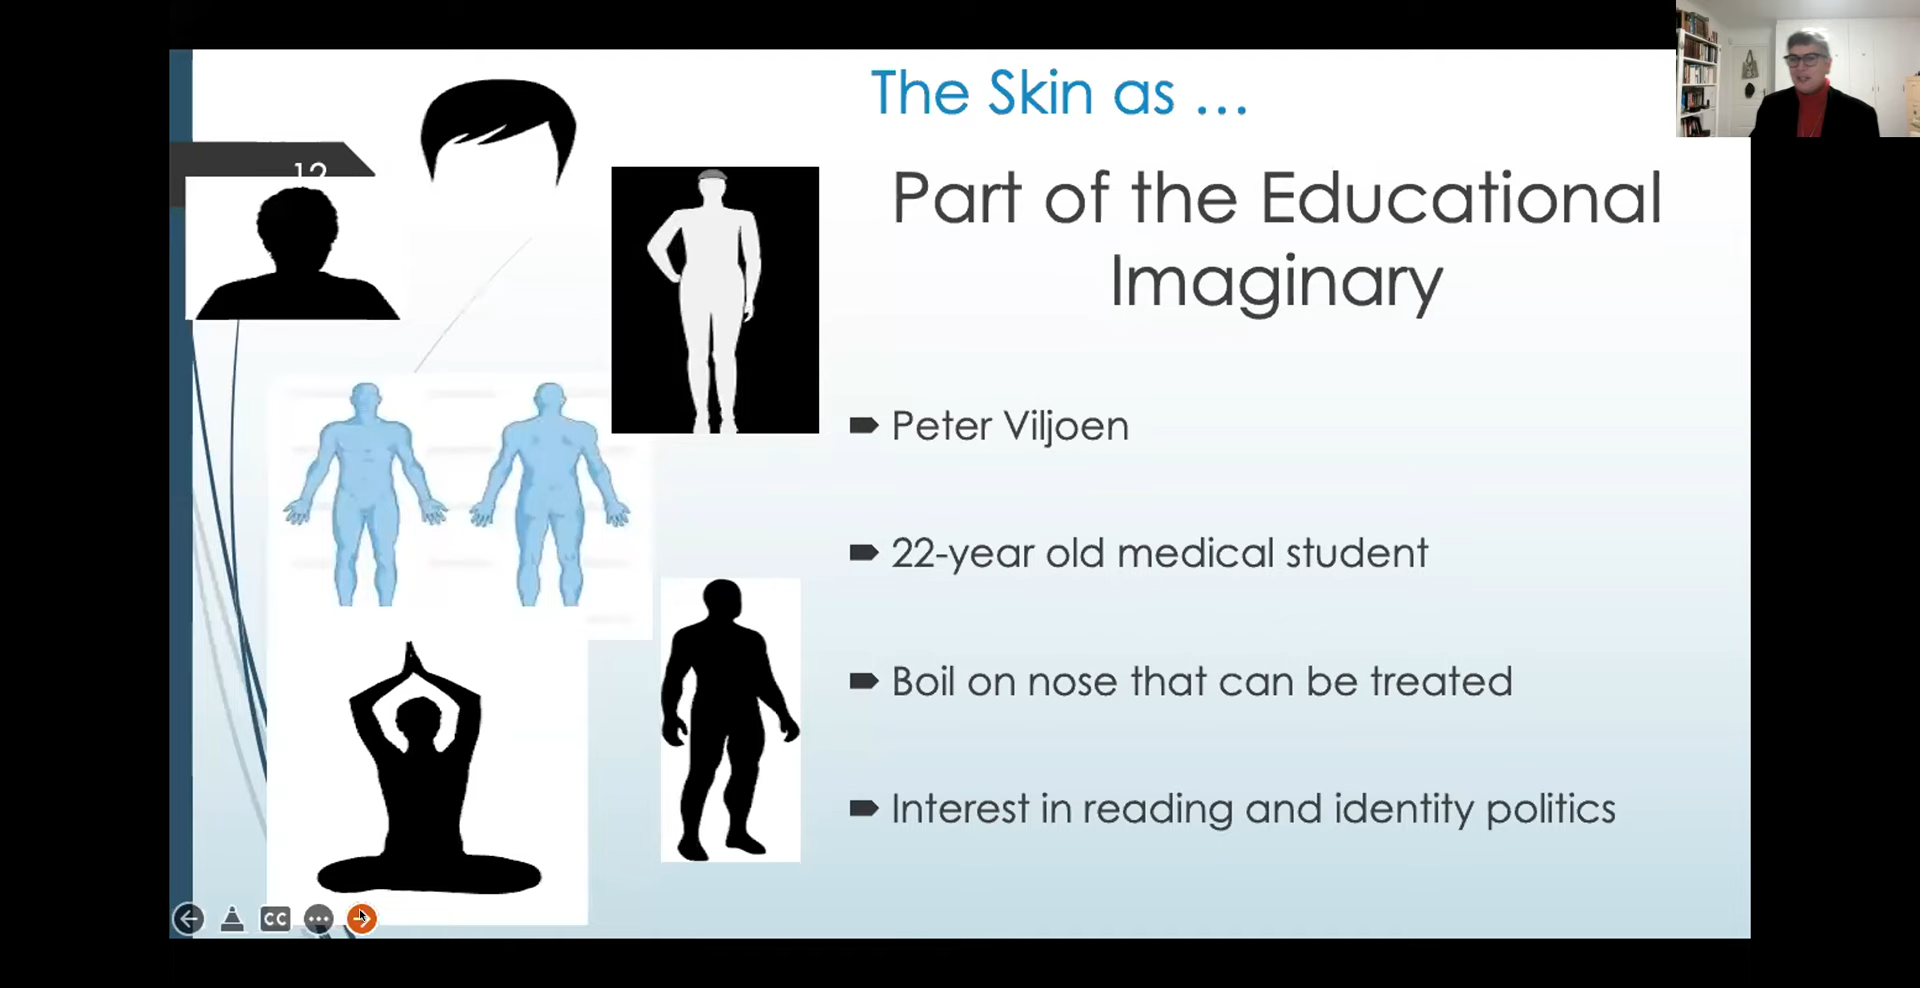 The Skin as ...
12
Part of the Educational
Imaginary
Peter Viljoen
22-year old medical student
Boil on nose that can be treated
Interest in reading and identity politics
CC